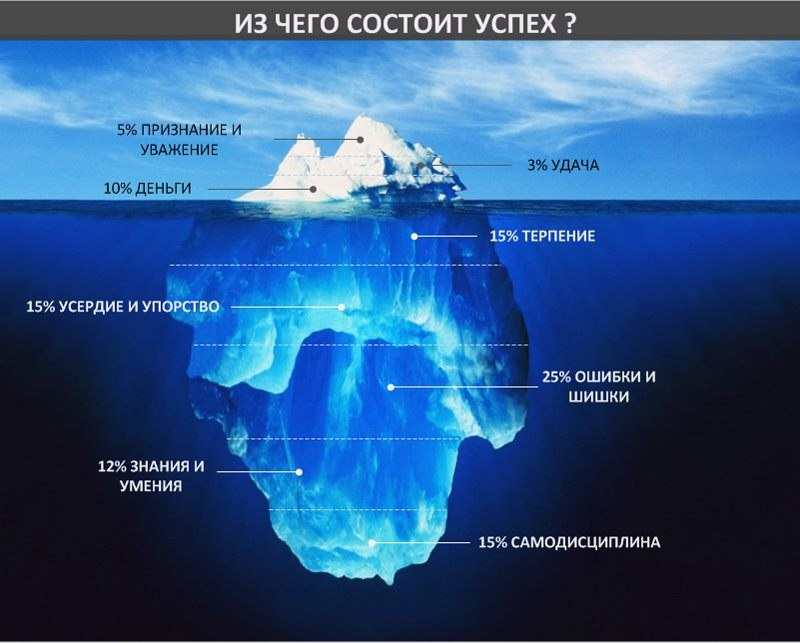 ИЗ ЧЕГО СОСТОИТ УСПЕХ ?
5% ПРИЗНАНИЕ И
УВАЖЕНИЕ
3% УДАЧА
10% ДЕНЬГИ
15% ТЕРПЕНИЕ
15% УСЕРДИЕ И УПОРСТВО
25% ОШИБКИ И
ШИШКИ
12% ЗНАНИЯ И
УМЕНИЯ
15% САМОДИСЦИПЛИНА